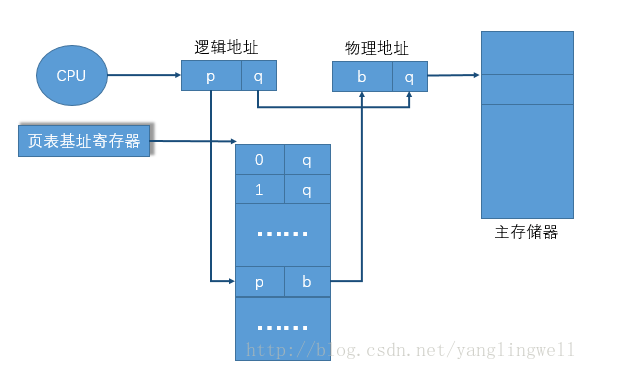 逻辑地址
物理地址
CPU
p q
b q
页表基址寄存器
0 q
1 q
……
p b
……
主存储器
http://blog.csdn.net/yanglingwell